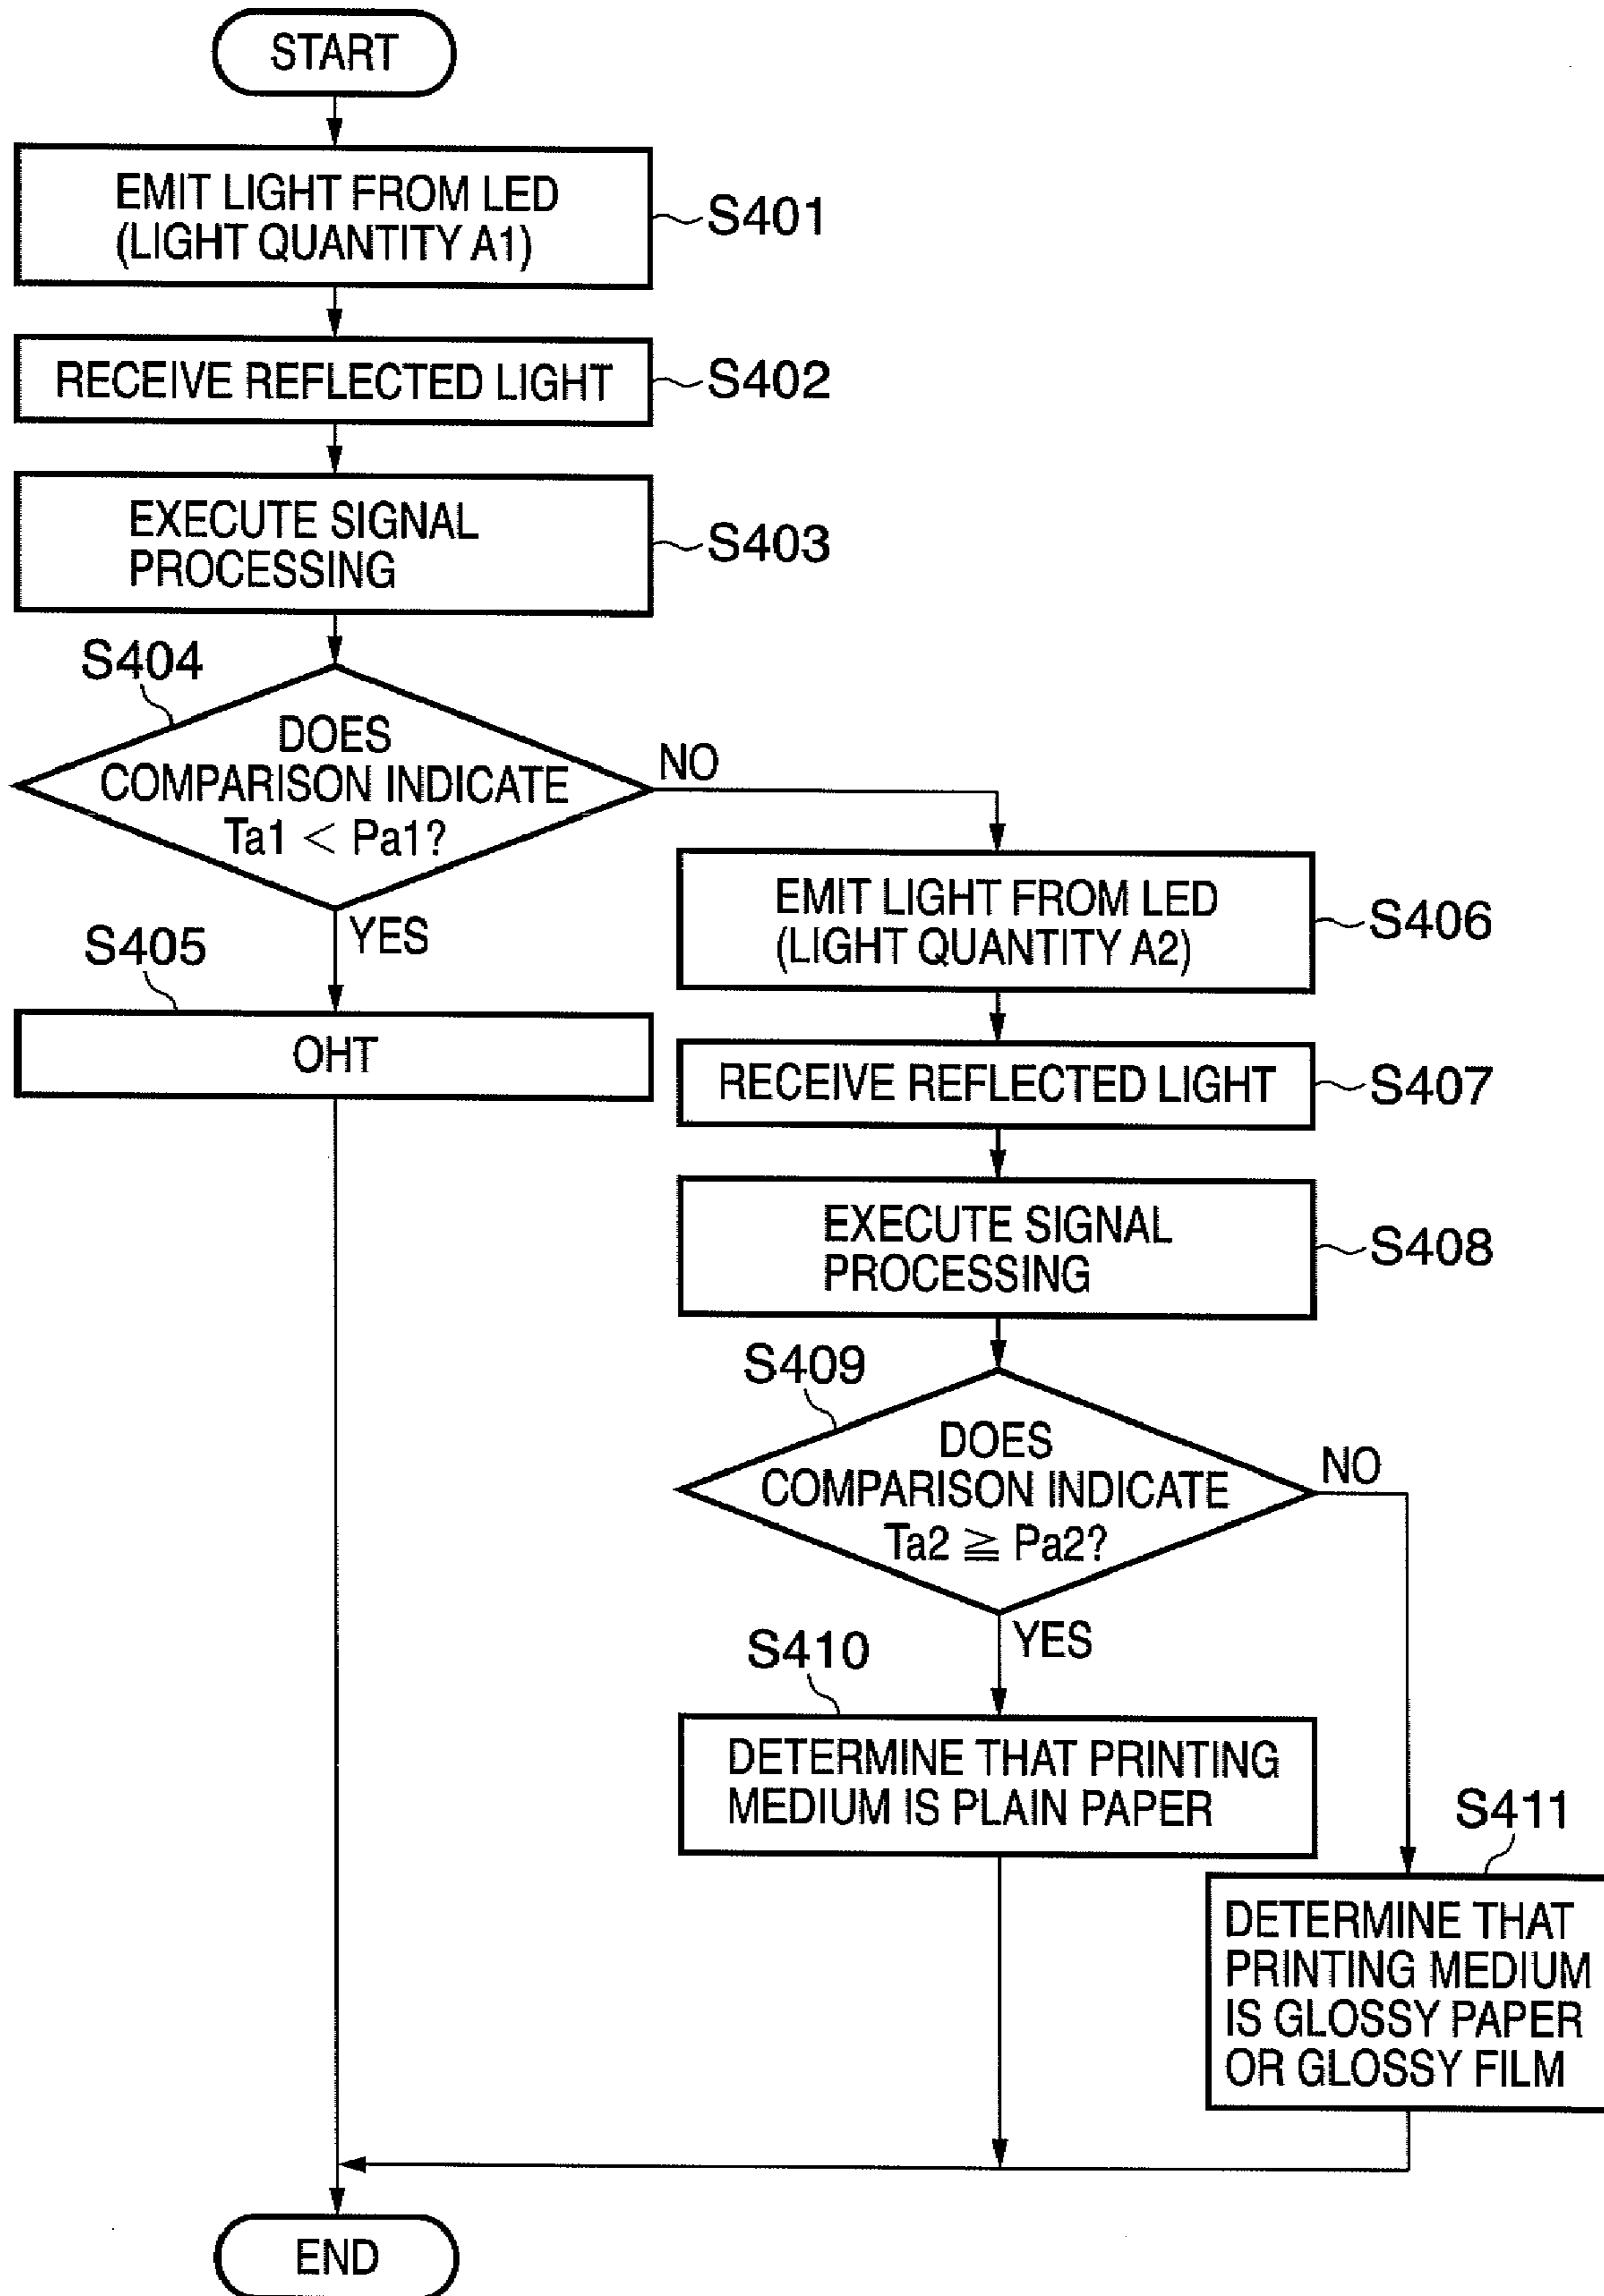 START
EMIT LIGHT FROM LED
(LIGHT QUANTITY A1)
S401
RECEIVE REFLECTED LIGHT
S402
EXECUTE SIGNAL
PROCESSING
S403
S404
DOES
COMPARISON INDICATE
Ta1 < Pa1?
NO
YES
S405
OHT
EMIT LIGHT FROM LED
(LIGHT QUANTITY A2)
S406
RECEIVE REFLECTED LIGHT
S407
EXECUTE SIGNAL
PROCESSING
S408
S409
DOES
COMPARISON INDICATE
Ta2 ≧ Pa2?
NO
YES
S410
DETERMINE THAT PRINTING
MEDIUM IS PLAIN PAPER
S411
DETERMINE THAT
PRINTING MEDIUM
IS GLOSSY PAPER
OR GLOSSY FILM
END